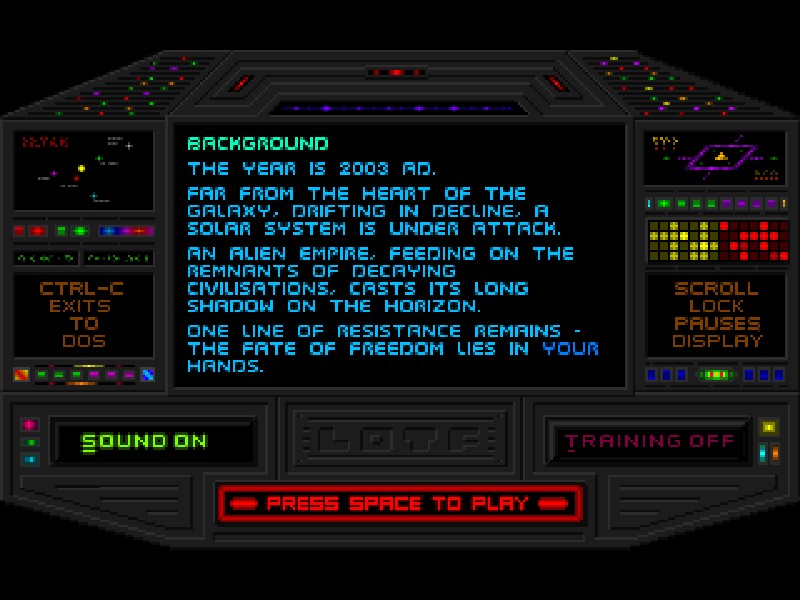 BACKGROUND
THE YEAR IS 2003 AD.
FAR FROM THE HEART OF THE
GALAXY, DRIFTING IN DECLINE, A
SOLAR SYSTEM IS UNDER ATTACK.
AN ALIEN EMPIRE, FEEDING ON THE
REMNANTS OF DECAYING
CIVILISATIONS, CASTS ITS LONG
SHADOW ON THE HORIZON.
ONE LINE OF RESISTANCE REMAINS -
THE FATE OF FREEDOM LIES IN YOUR
HANDS.
CTRL-C
EXITS
TO
DOS
SCROLL
LOCK
PAUSES
DISPLAY
SOUND ON
LOTF
TRAINING OFF
PRESS SPACE TO PLAY